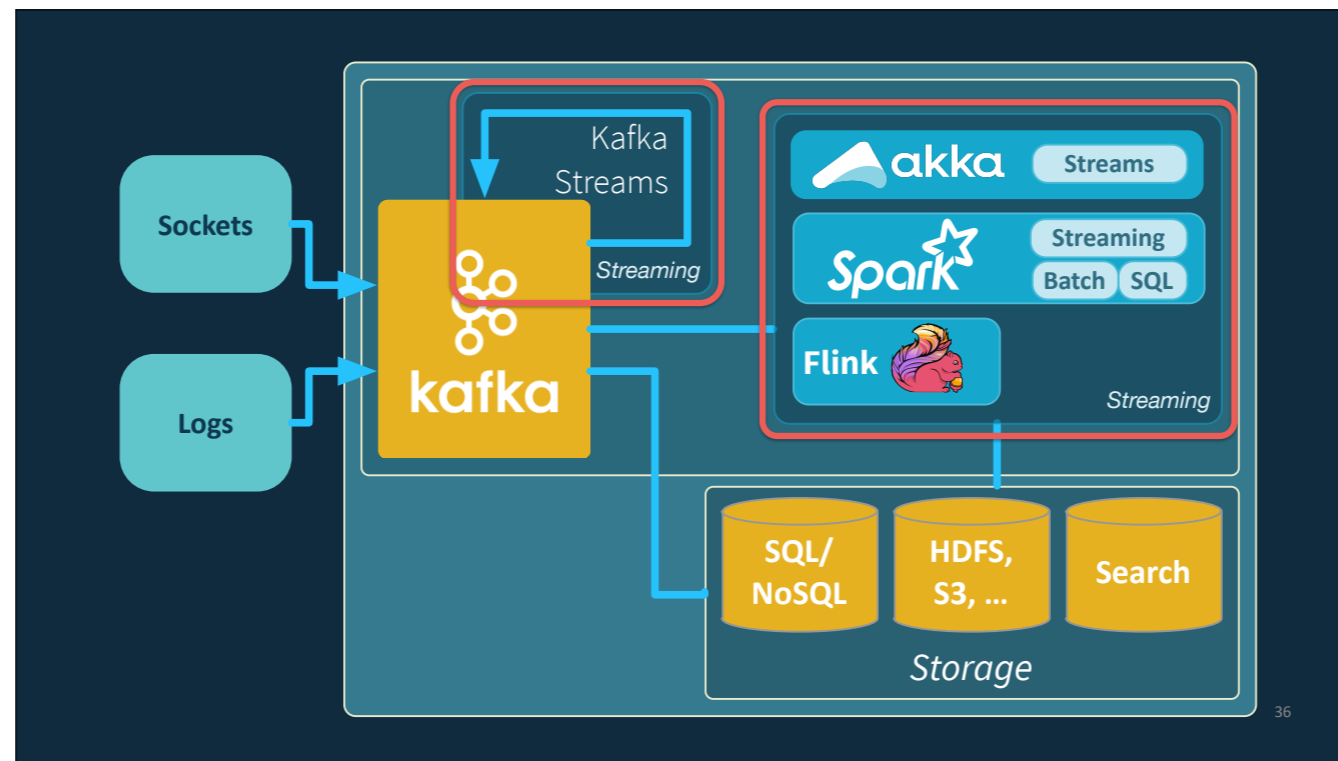 Sockets
Logs
Kafka
Streams
Streaming
kafka
akka
Streams
Spark
Streaming
Batch
SQL
Flink
Streaming
SQL/
NoSQL
HDFS,
S3, ...
Search
Storage
36